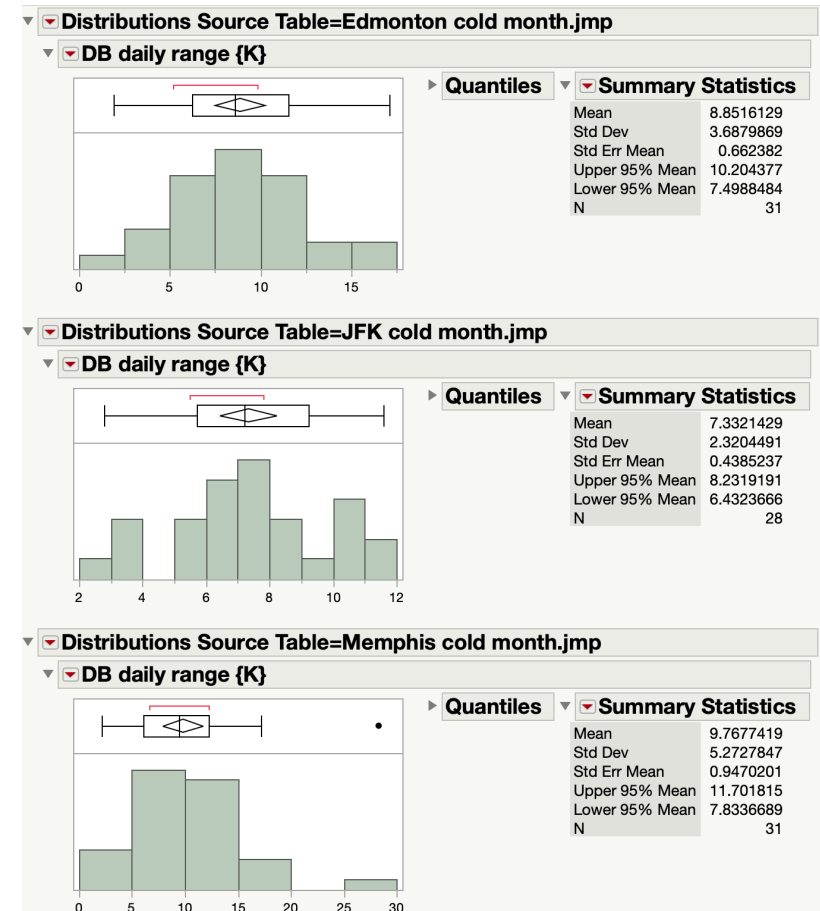 Distributions Source Table=Edmonton cold month.jmp
DB daily range {K}
Quantiles
Summary Statistics
Mean 8.8516129
Std Dev 3.6879869
Std Err Mean 0.662382
Upper 95% Mean 10.204377
Lower 95% Mean 7.4988484
N 31
0 5 10 15
Distributions Source Table=JFK cold month.jmp
DB daily range {K}
Quantiles
Summary Statistics
Mean 7.3321429
Std Dev 2.3204491
Std Err Mean 0.4385237
Upper 95% Mean 8.2319191
Lower 95% Mean 6.4323666
N 28
2 4 6 8 10 12
Distributions Source Table=Memphis cold month.jmp
DB daily range {K}
Quantiles
Summary Statistics
Mean 9.7677419
Std Dev 5.2727847
Std Err Mean 0.9470201
Upper 95% Mean 11.701815
Lower 95% Mean 7.8336689
N 31
0 5 10 15 20 25 30